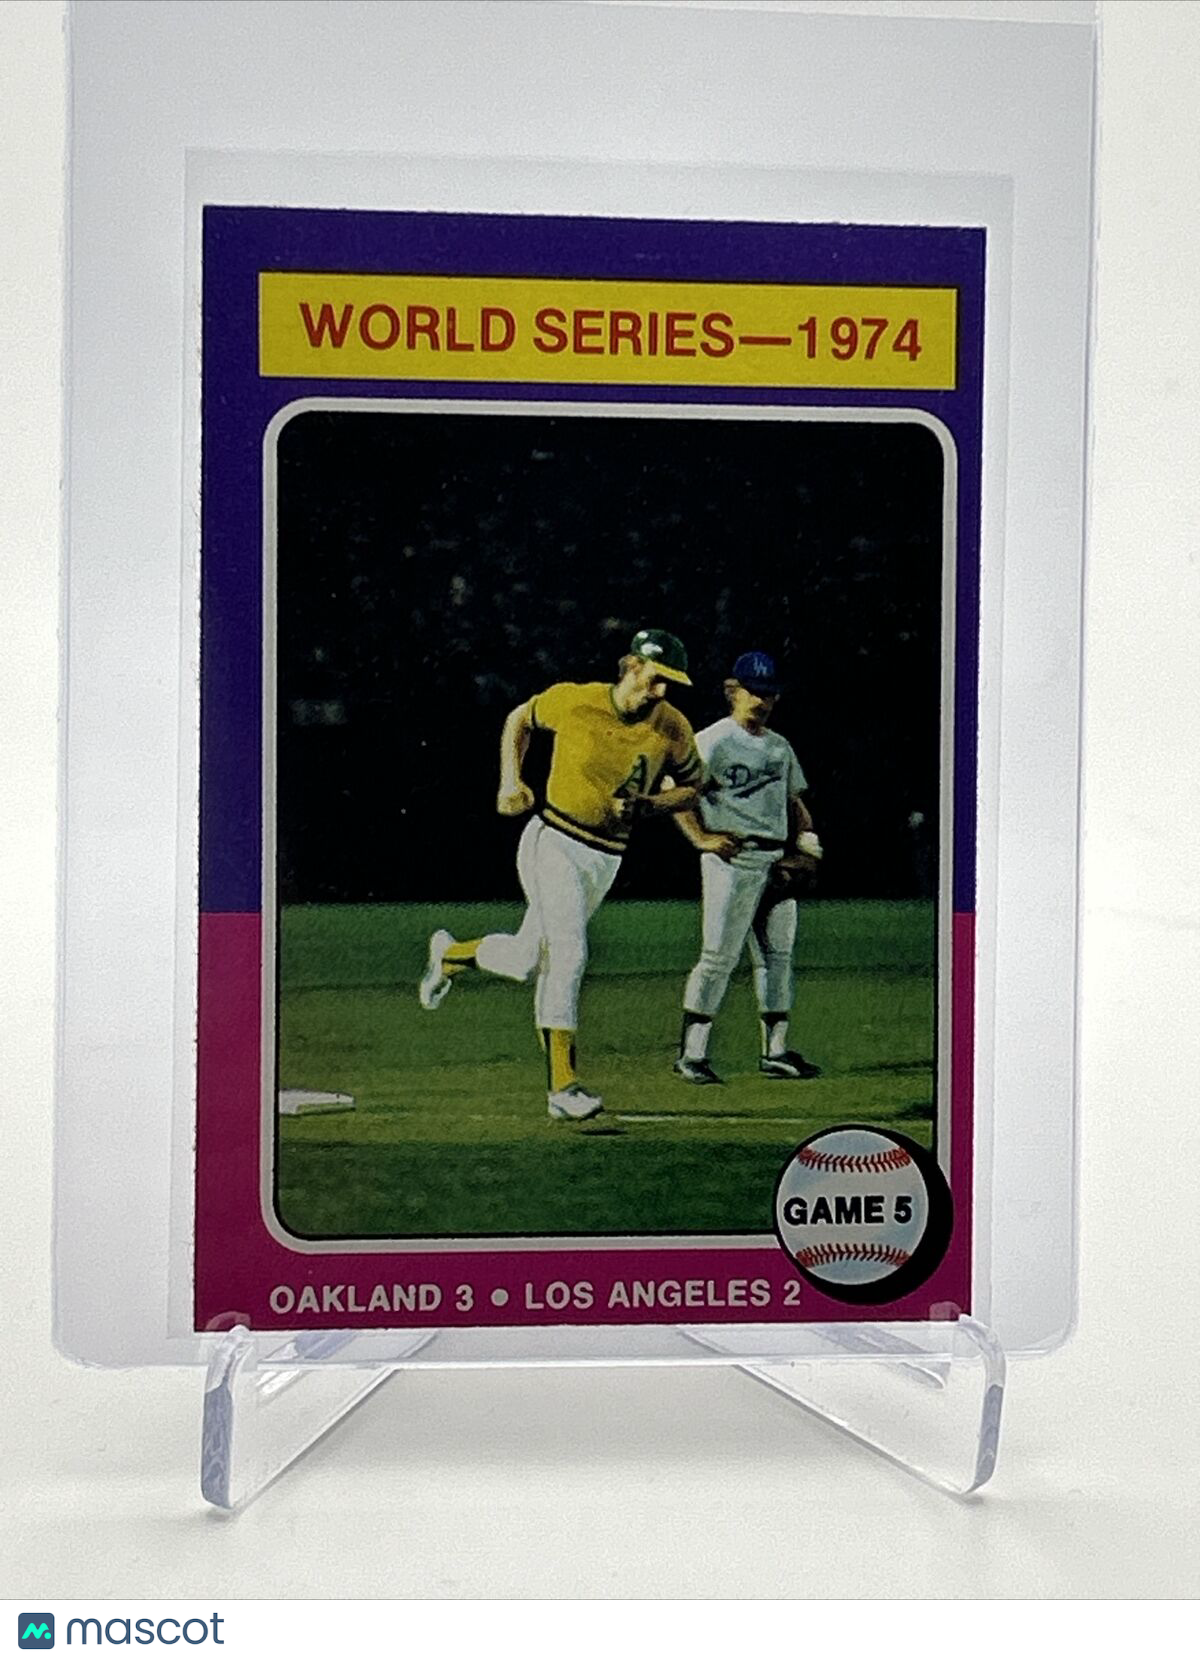 WORLD SERIES—1974
GAME 5
OAKLAND 3 • LOS ANGELES 2
mascot